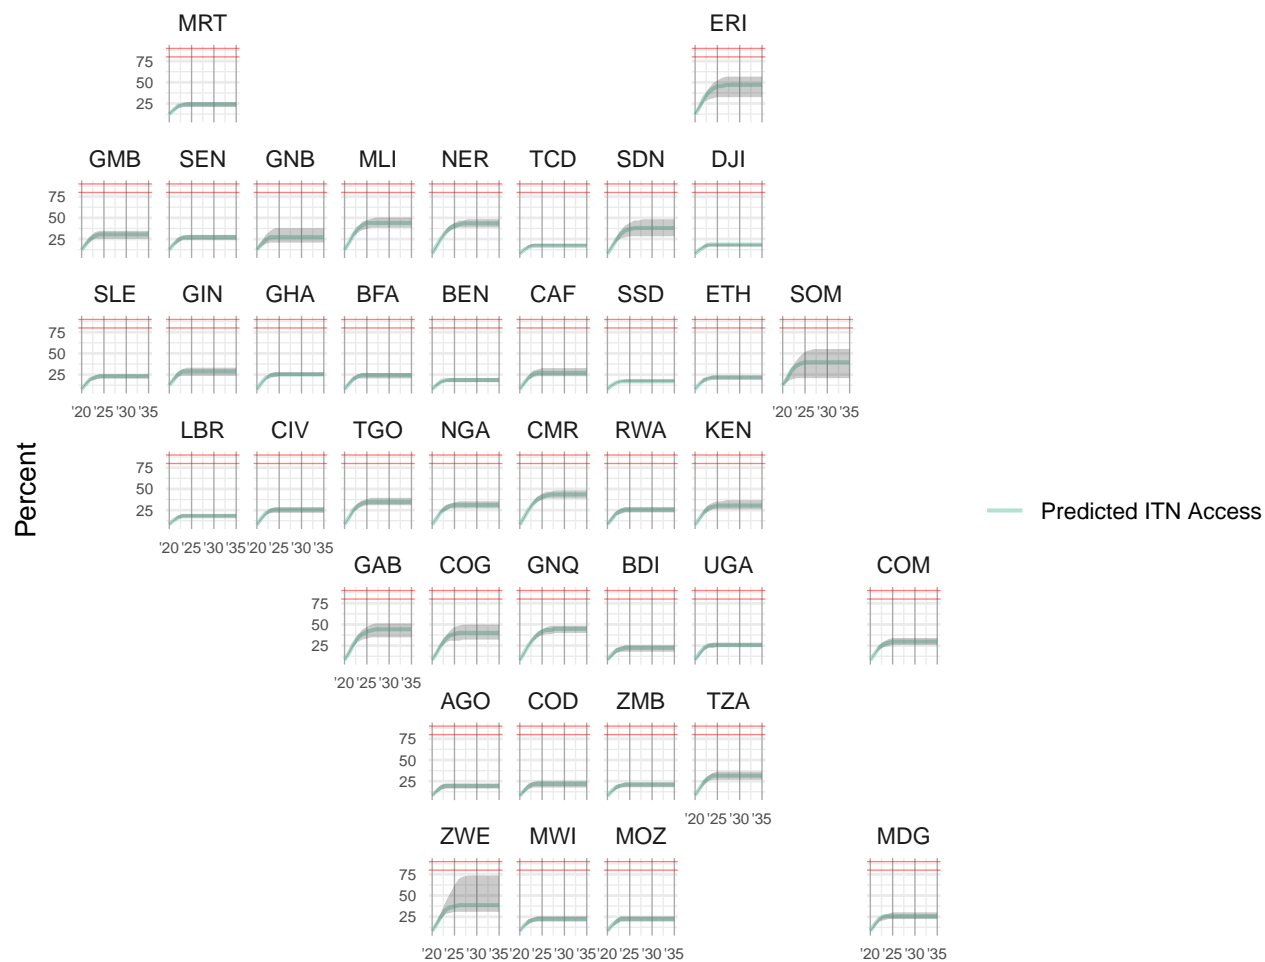 MRT ERI
75
50
25
GMB SEN GNB MLI NER TCD SDN DJI
75
50
25
SLE GIN GHA BFA BEN CAF SSD ETH SOM
75
50
25
'20 '25 '30 '35 '20 '25 '30 '35
LBR CIV TGO NGA CMR RWA KEN
75
50
25
'20 '25 '30 '35 '20 '25 '30 '35
Percent
Predicted ITN Access
GAB COG GNQ BDI UGA COM
75
50
25
'20 '25 '30 '35
AGO COD ZMB TZA
75
50
25
'20 '25 '30 '35
ZWE MWI MOZ MDG
75
50
25
'20 '25 '30 '35 '20 '25 '30 '35 '20 '25 '30 '35 '20 '25 '30 '35